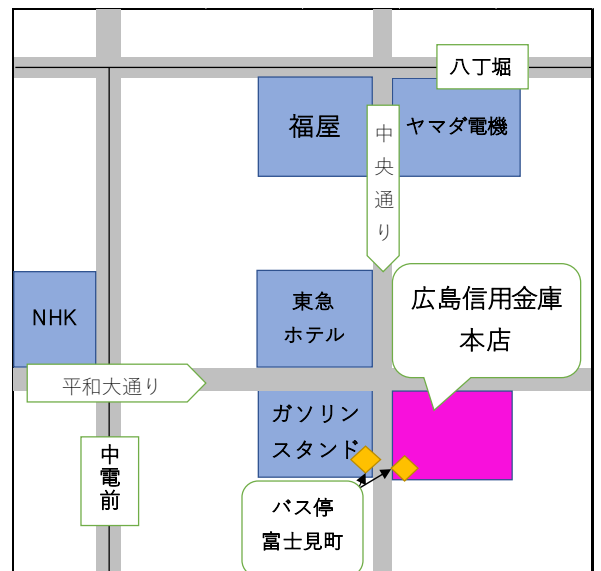 八丁堀
福屋
ヤマダ電機
中央通り
広島信用金庫
本店
東急
ホテル
NHK
平和大通り
ガソリン
スタンド
中電前
バス停
富士見町